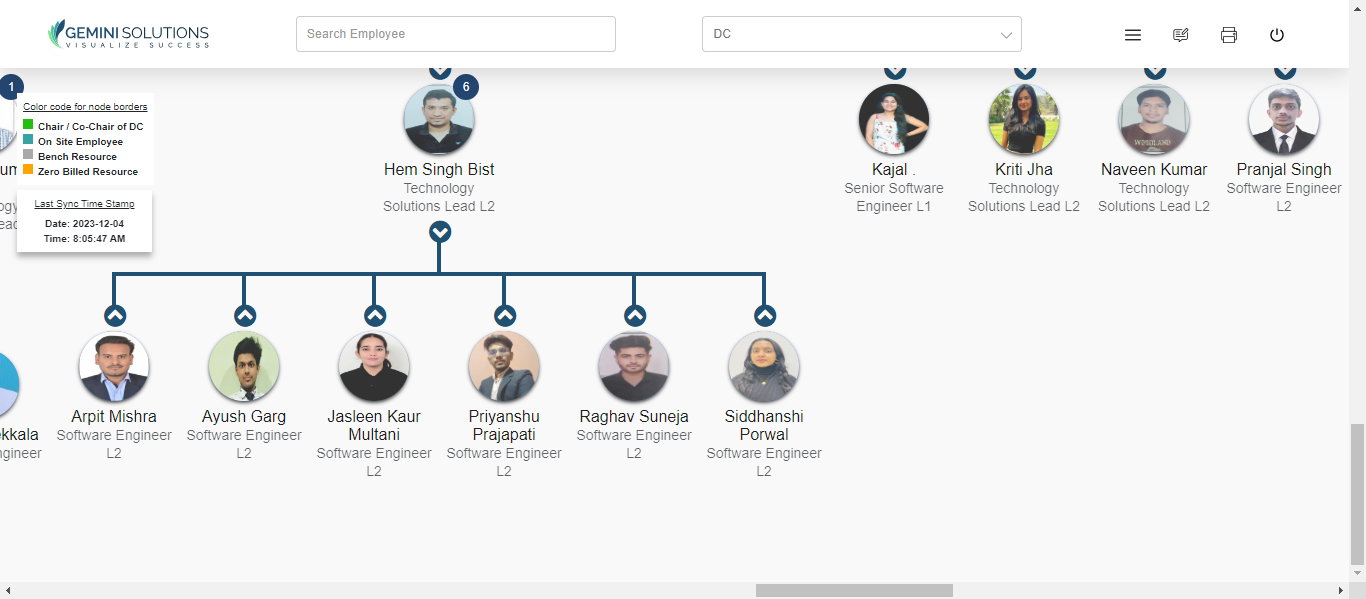 GEMINI SOLUTIONS
VISUALIZE SUCCESS
Search Employee
DC
1
6
Color code for node borders
Chair / Co-Chair of DC
On Site Employee
Bench Resource
Zero Billed Resource
Last Sync Time Stamp
Date: 2023-12-04
Time: 8:05:47 AM
Hem Singh Bist
Technology
Solutions Lead L2
Kajal .
Senior Software
Engineer L1
Kriti Jha
Technology
Solutions Lead L2
Naveen Kumar
Technology
Solutions Lead L2
WOODLAND
Pranjal Singh
Software Engineer
L2
ekkala
ngineer
Arpit Mishra
Software Engineer
L2
Ayush Garg
Software Engineer
L2
Jasleen Kaur
Multani
Software Engineer
L2
Priyanshu
Prajapati
Software Engineer
L2
Raghav Suneja
Software Engineer
L2
Siddhanshi
Porwal
Software Engineer
L2